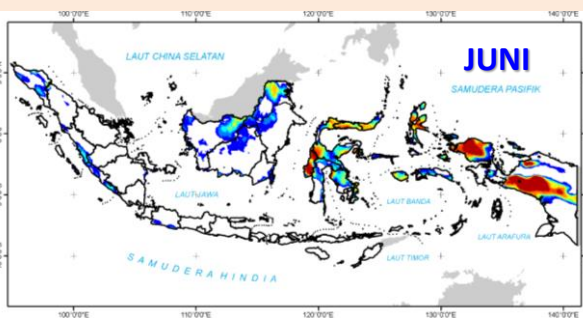 100°0'0"E 110°0'0"E 120°0'0"E 130°0'0"E 140°0'0"E
JUNI
LAUT CHINA SELATAN
SAMUDERA PASIFIK
LAUT JAWA
LAUT BANDA
LAUT ARAFURA
SAMUDERA HINDIA
LAUT TIMOR
100°0'0"E 110°0'0"E 120°0'0"E 130°0'0"E 140°0'0"E